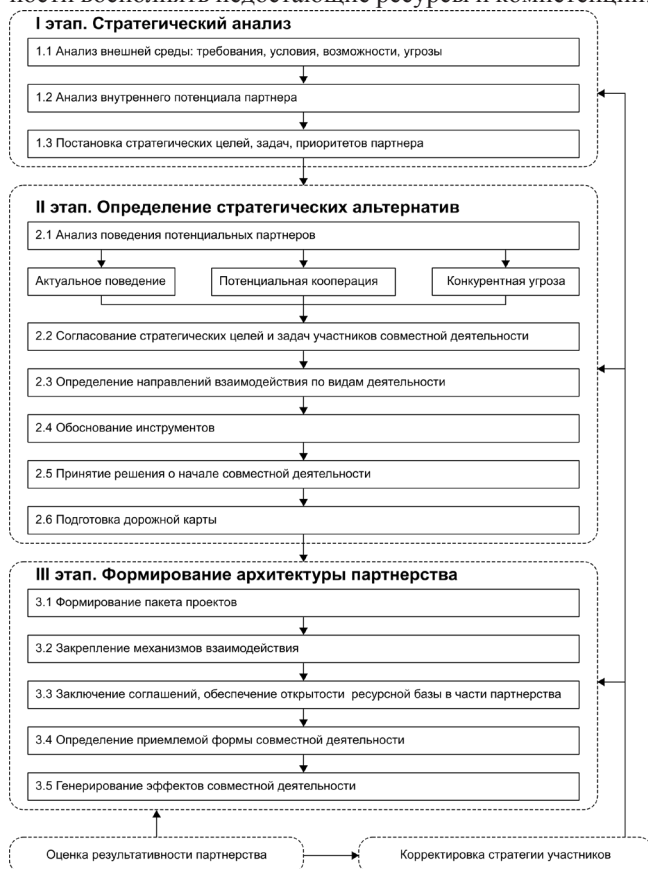 ности восполнять недостающие ресурсы и компетенции
I этап. Стратегический анализ
1.1 Анализ внешней среды: требования, условия, возможности, угрозы
1.2 Анализ внутреннего потенциала партнера
1.3 Постановка стратегических целей, задач, приоритетов партнера
II этап. Определение стратегических альтернатив
2.1 Анализ поведения потенциальных партнеров
Актуальное поведение
Потенциальная кооперация
Конкурентная угроза
2.2 Согласование стратегических целей и задач участников совместной деятельности
2.3 Определение направлений взаимодействия по видам деятельности
2.4 Обоснование инструментов
2.5 Принятие решения о начале совместной деятельности
2.6 Подготовка дорожной карты
III этап. Формирование архитектуры партнерства
3.1 Формирование пакета проектов
3.2 Закрепление механизмов взаимодействия
3.3 Заключение соглашений, обеспечение открытости ресурсной базы в части партнерства
3.4 Определение приемлемой формы совместной деятельности
3.5 Генерирование эффектов совместной деятельности
Оценка результативности партнерства
Корректировка стратегии участников